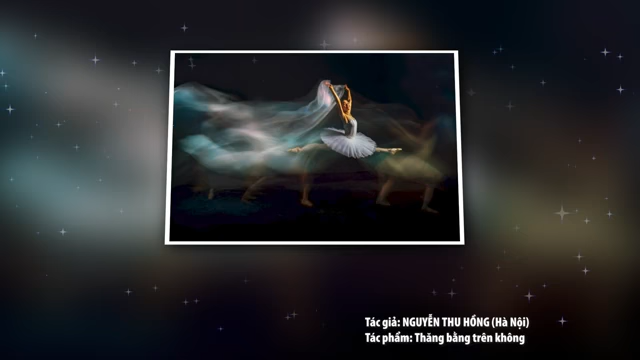 Tác giả: NGUYỄN THU HỒNG (Hà Nội)
Tác phẩm: Thăng bằng trên không